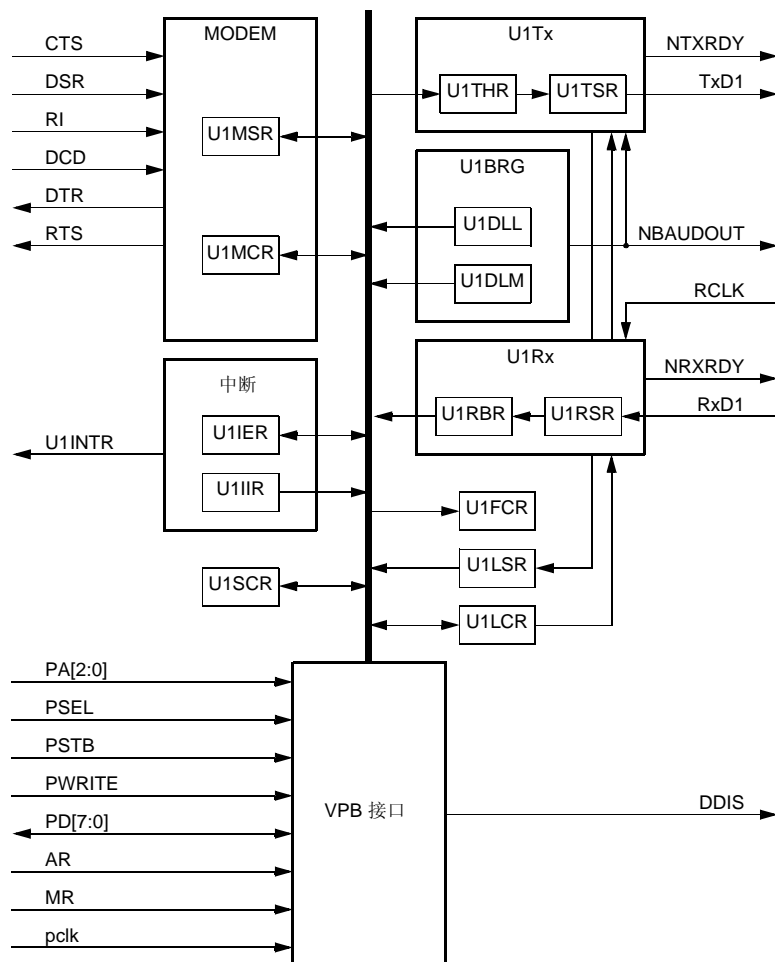 CTS
DSR
RI
DCD
DTR
RTS
MODEM
U1MSR
U1MCR
U1Tx
U1THR
U1TSR
NTXRDY
TxD1
U1BRG
U1DLL
U1DLM
NBAUDOUT
RCLK
U1Rx
U1RBR
U1RSR
NRXRDY
RxD1
中断
U1IER
U1IIR
U1INTR
U1FCR
U1LSR
U1SCR
U1LCR
PA[2:0]
PSEL
PSTB
PWRITE
PD[7:0]
AR
MR
pclk
VPB 接口
DDIS